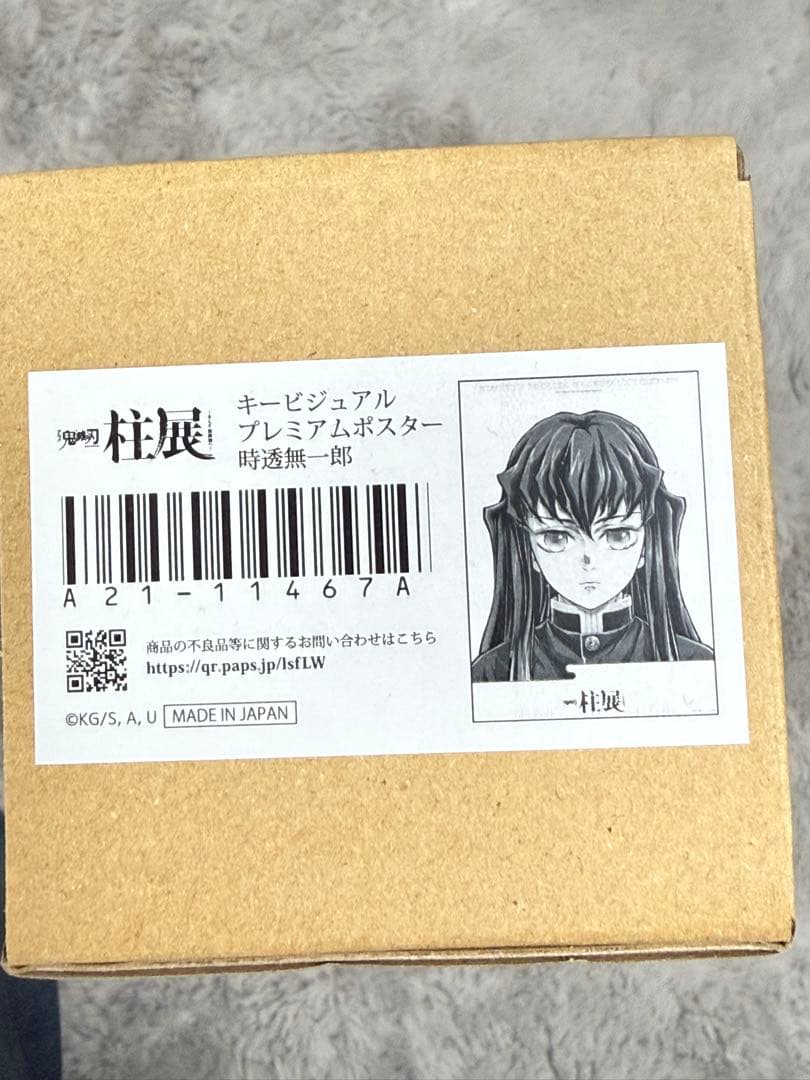 鬼滅の刃
柱展
キービジュアル
プレミアムポスター
時透無一郎
A21-11467A
商品の不良品等に関するお問い合わせはこちら
https://qr.paps.jp/lsfLW
©KG/S, A, U MADE IN JAPAN
柱展